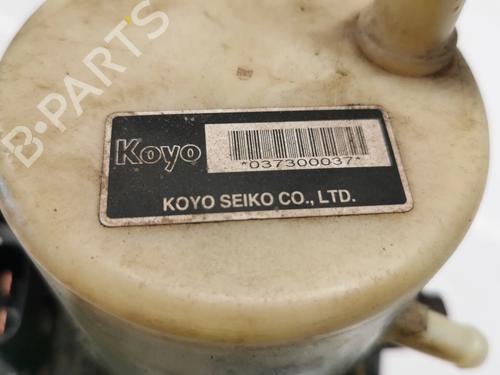 B-PARTS
Koyo
*037300037*
KOYO SEIKO CO., LTD.